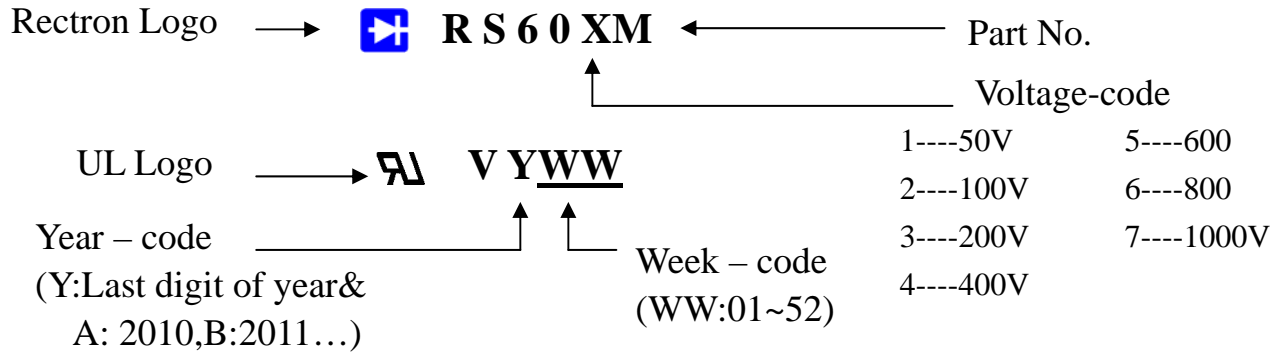 Rectron Logo R S 6 0 XM Part No.
Voltage-code
1----50V 5----600
UL Logo V YWW
2----100V 6----800
Year – code 3----200V 7----1000V
Week – code
(Y:Last digit of year& 4----400V
(WW:01~52)
A: 2010,B:2011…)